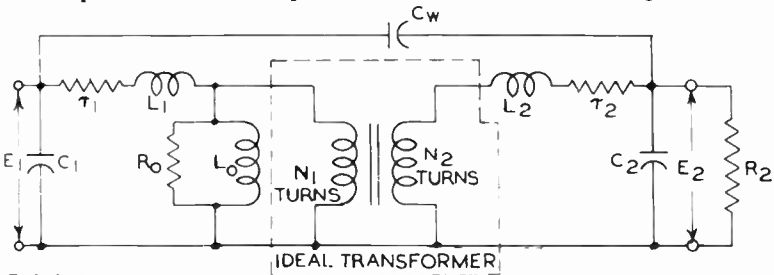 Cw
r₁
L₁
L₂
r₂
E₁
C₁
R₀
L₀
N₁
TURNS
N₂
TURNS
C₂
E₂
R₂
IDEAL TRANSFORMER